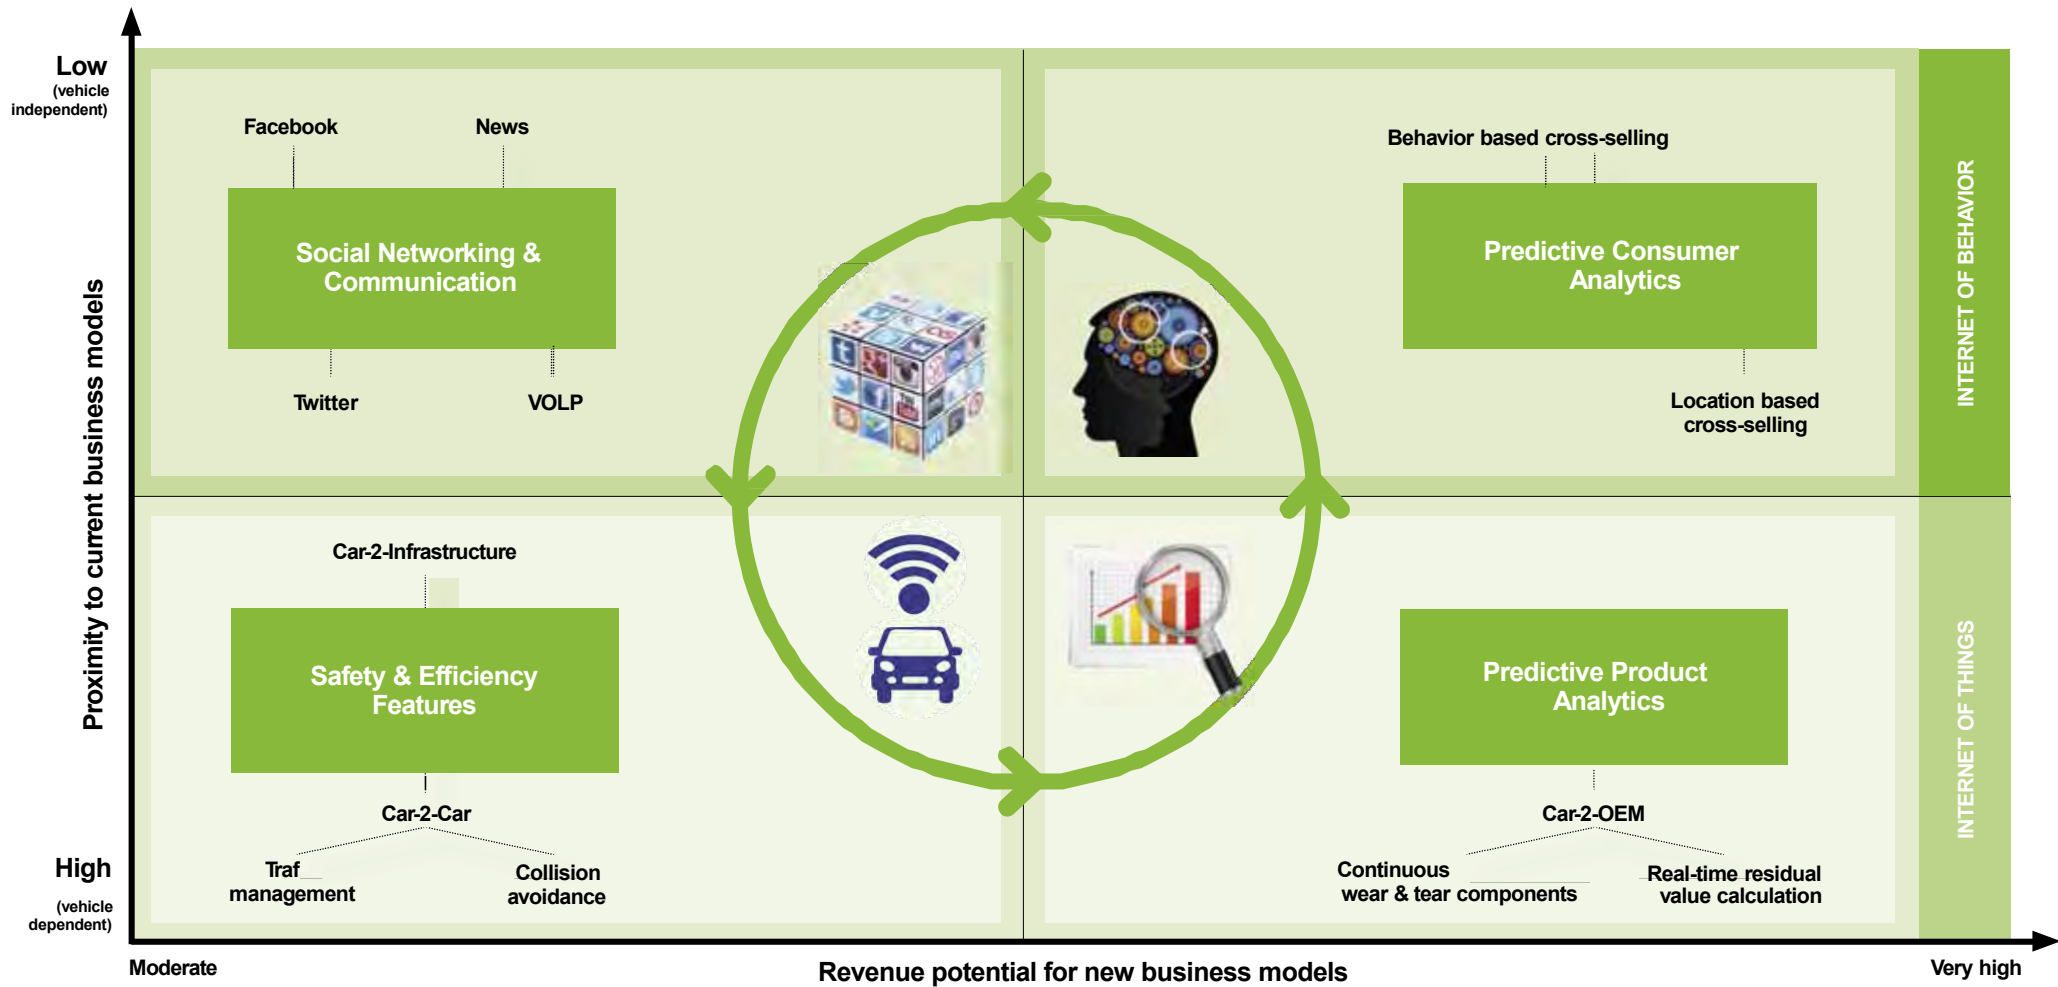 Low
(vehicle
independent)
Proximity to current business models
High
(vehicle
dependent)
Facebook
News
Social Networking &
Communication
Twitter
VOLP
Behavior based cross-selling
Predictive Consumer
Analytics
Location based
cross-selling
INTERNET OF BEHAVIOR
Car-2-Infrastructure
Safety & Efficiency
Features
Car-2-Car
Traf
management
Collision
avoidance
Predictive Product
Analytics
Car-2-OEM
Continuous
wear & tear components
Real-time residual
value calculation
INTERNET OF THINGS
Moderate
Revenue potential for new business models
Very high